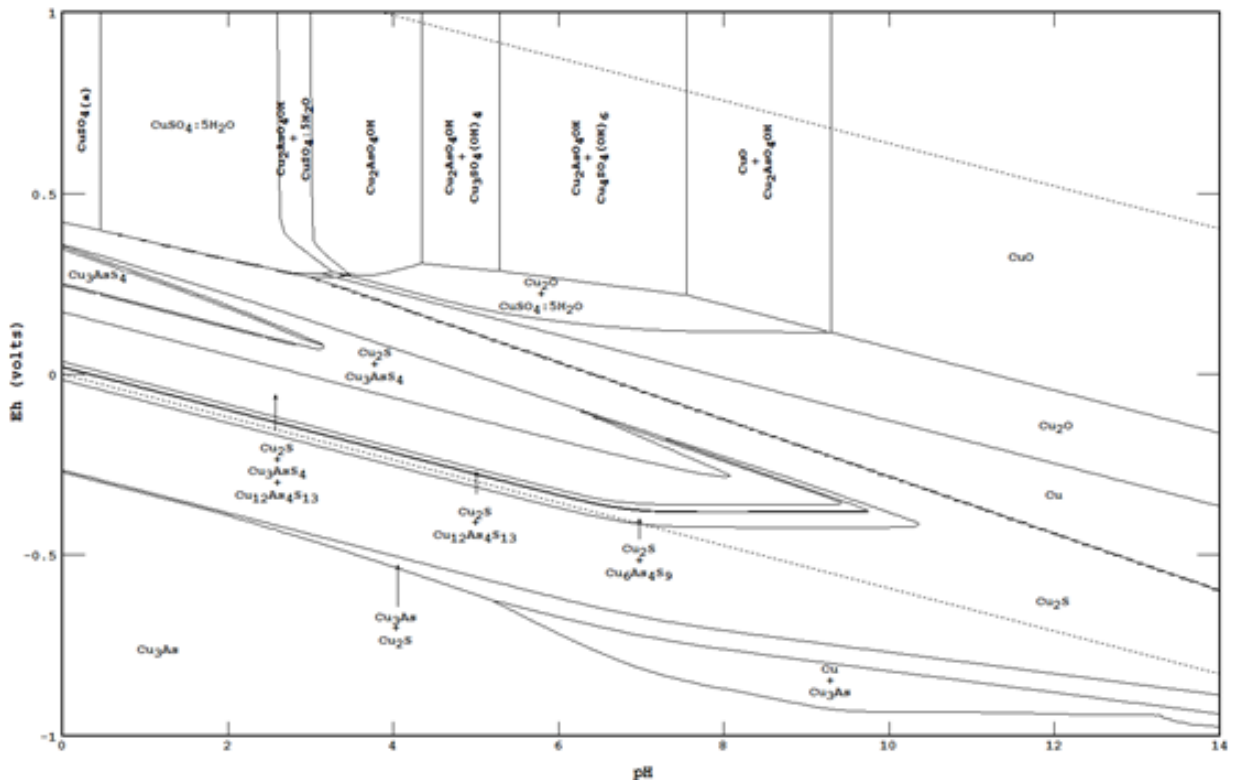 1
0.5
0
-0.5
-1
Eh (volts)
0
2
4
6
8
10
12
14
pH
CuSO4(a)
CuSO4:5H2O
Cu2AsO4OH
+
CuSO4:5H2O
Cu2AsO4OH
Cu2AsO4OH
+
Cu3SO4(OH)4
Cu2AsO4OH
+
Cu4SO4(OH)6
CuO
+
Cu2AsO4OH
CuO
Cu3AsS4
Cu2O
+
CuSO4:5H2O
Cu2S
+
Cu3AsS4
Cu2O
Cu
Cu2S
+
Cu3AsS4
+
Cu12As4S13
Cu2S
+
Cu12As4S13
Cu2S
+
Cu6As4S9
Cu2S
Cu3As
+
Cu2S
Cu3As
Cu
+
Cu3As